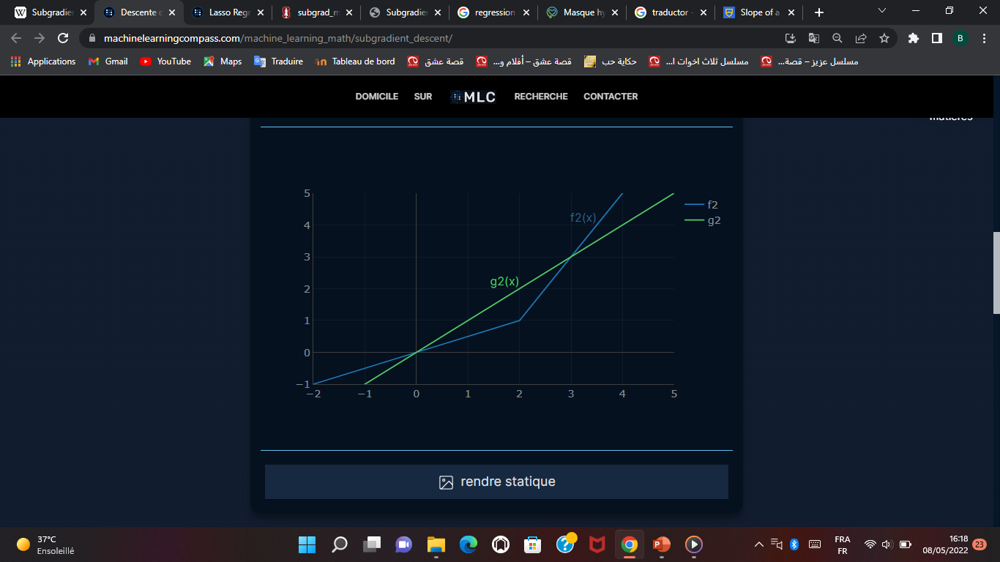 Subgradie
Descente
Lasso Reg
subgrad_m
Subgradie
regression
Masque hy
traductor -
Slope of a
machinelearningcompass.com/machine_learning_math/subgradient_descent/
B
Applications
Gmail
YouTube
Maps
Traduire
Tableau de bord
قصة عشق
قصة عشق – أفلام و...
حكاية حب
مسلسل ثلاث اخوات ا...
مسلسل عزيز – قصة...
DOMICILE SUR MLC RECHERCHE CONTACTER
matières
5
4
3
2
1
0
−1
−2 −1 0 1 2 3 4 5
f2(x)
g2(x)
f2
g2
rendre statique
37°C
Ensoleillé
FRA
FR
16:18
08/05/2022
23